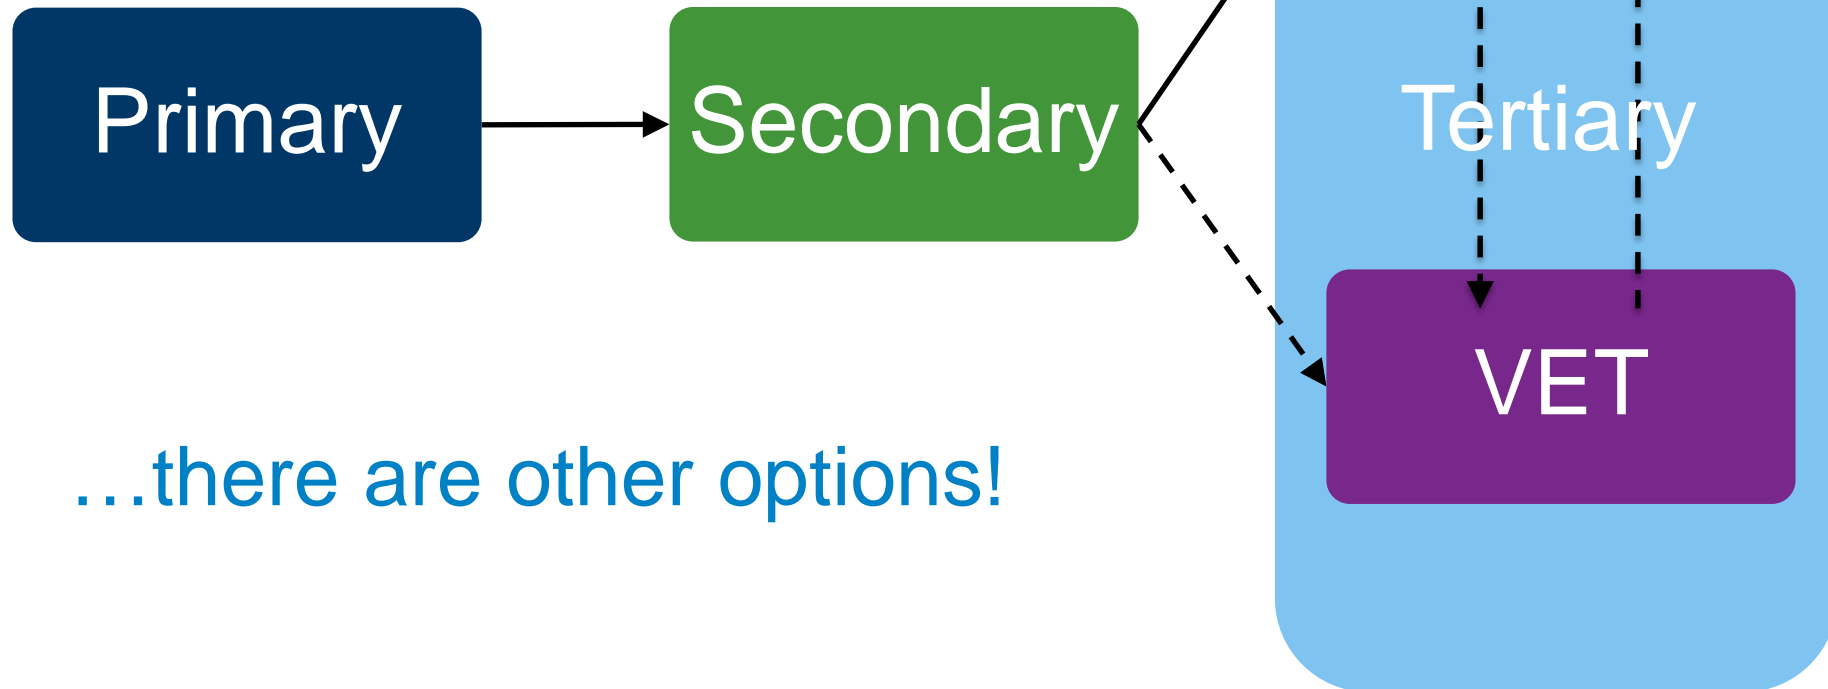 Primary
Secondary
Tertiary
VET
…there are other options!